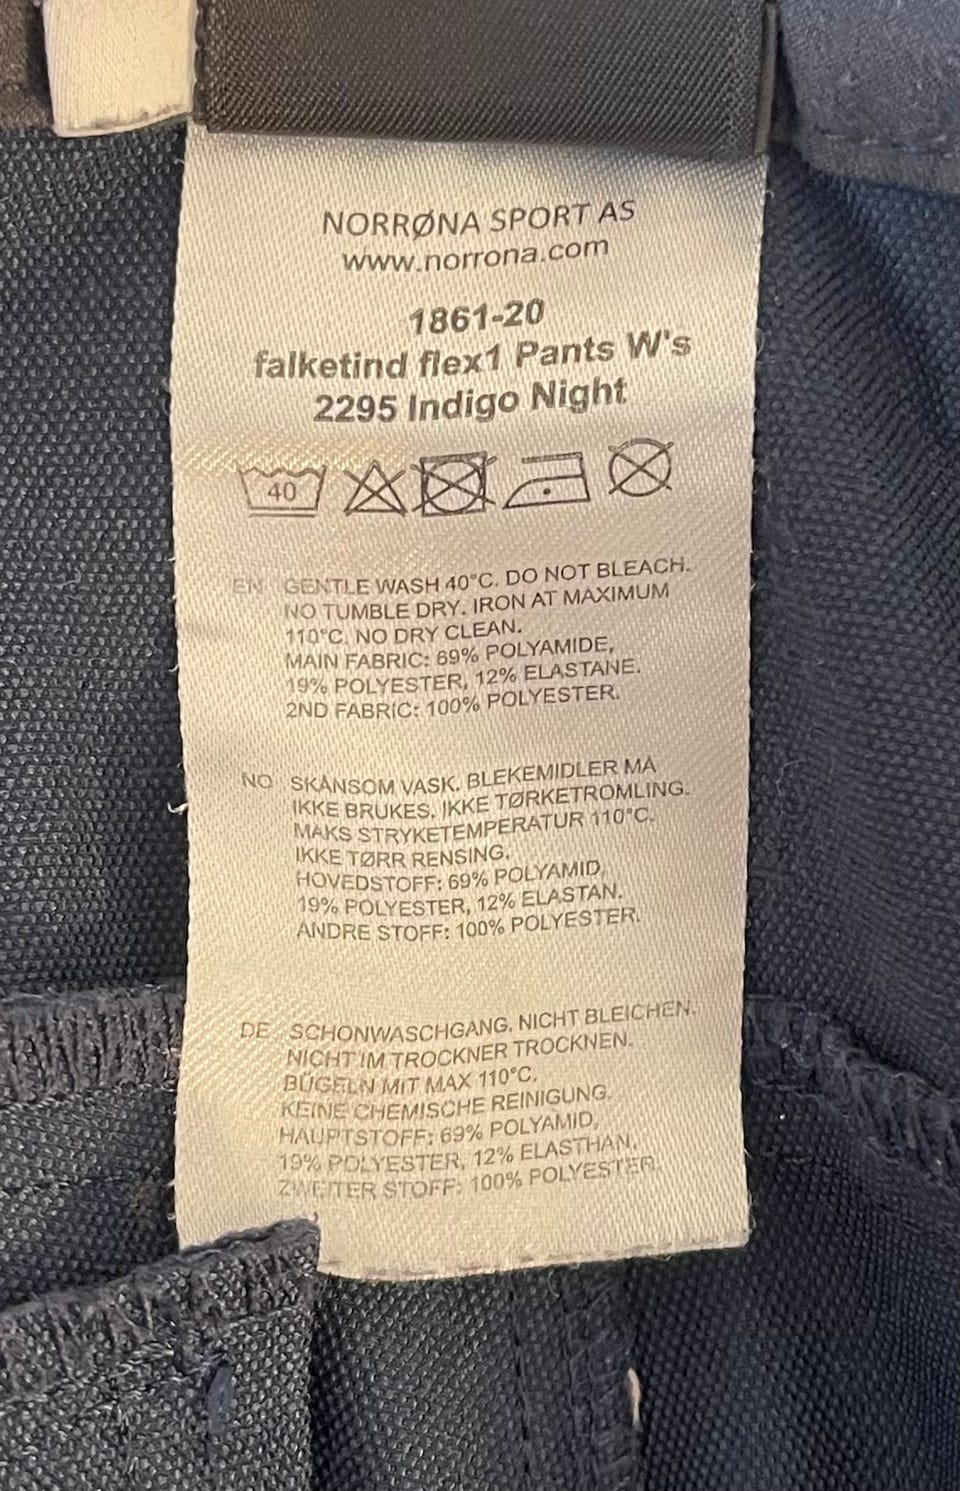 NORRØNA SPORT AS
www.norrona.com
1861-20
falketind flex1 Pants W's
2295 Indigo Night
40
EN GENTLE WASH 40°C. DO NOT BLEACH.
NO TUMBLE DRY. IRON AT MAXIMUM
110°C. NO DRY CLEAN.
MAIN FABRIC: 69% POLYAMIDE,
19% POLYESTER, 12% ELASTANE.
2ND FABRIC: 100% POLYESTER.
NO SKÅNSOM VASK. BLEKEMIDLER MA
IKKE BRUKES. IKKE TØRKETROMLING.
MAKS STRYKETEMPERATUR 110°C.
IKKE TØRR RENSING.
HOVEDSTOFF: 69% POLYAMID,
19% POLYESTER, 12% ELASTAN.
ANDRE STOFF: 100% POLYESTER.
DE SCHONWASCHGANG. NICHT BLEICHEN.
NICHT IM TROCKNER TROCKNEN.
BÜGELN MIT MAX 110°C.
KEINE CHEMISCHE REINIGUNG.
HAUPTSTOFF: 69% POLYAMID,
19% POLYESTER, 12% ELASTHAN.
ZWEITER STOFF: 100% POLYESTER.